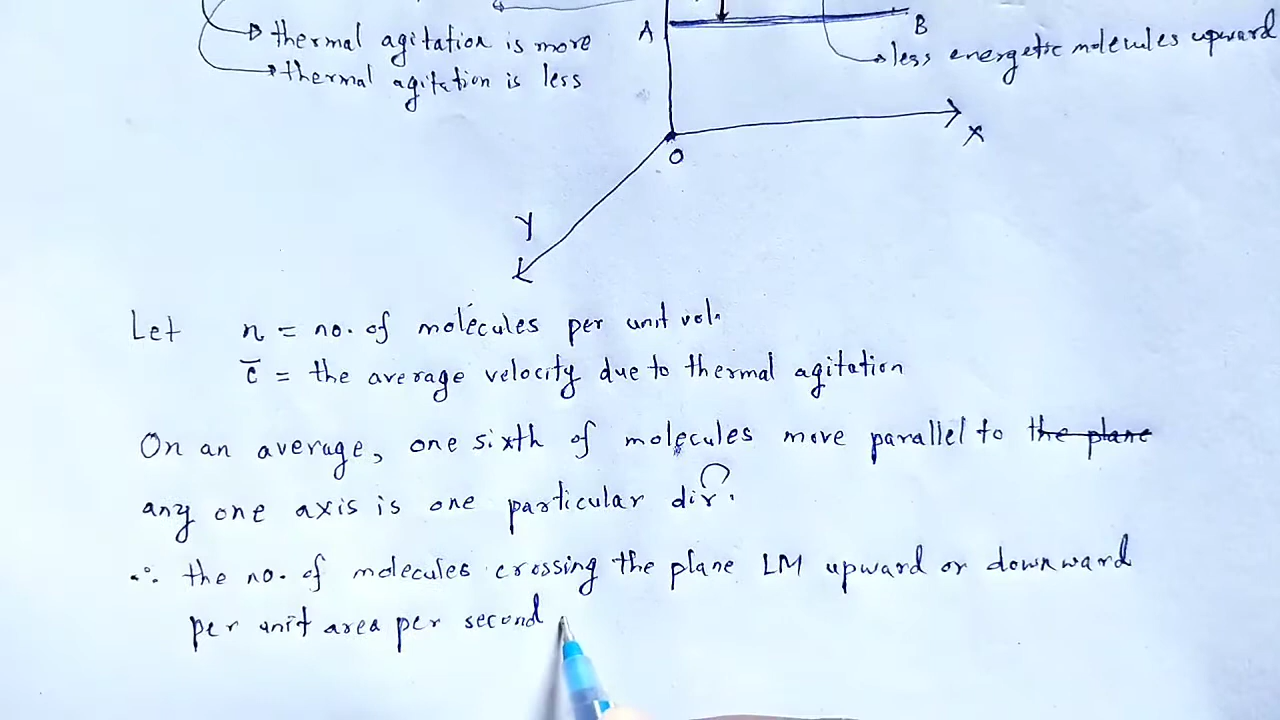 thermal agitation is more
thermal agitation is less
A
B
less energetic molecules upward
X
O
Y
Let n = no. of molecules per unit vol.
c̄ = the average velocity due to thermal agitation
On an average, one sixth of molecules move parallel to the plane
any one axis is one particular dirⁿ.
∴ the no. of molecules crossing the plane LM upward or downward
per unit area per second